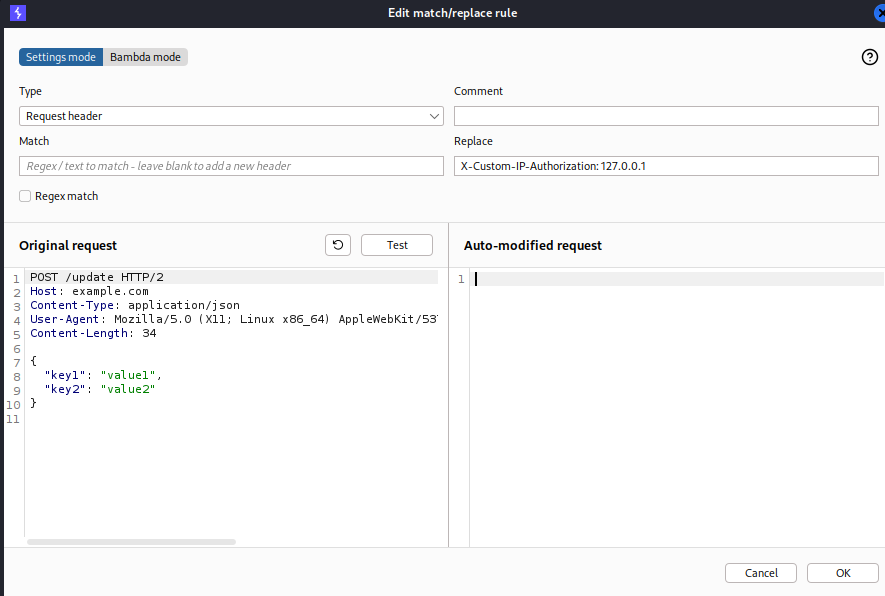 Edit match/replace rule
Settings mode Bambda mode
Type Comment
Request header
Match Replace
Regex / text to match - leave blank to add a new header X-Custom-IP-Authorization: 127.0.0.1
Regex match
Original request Test Auto-modified request
1 POST /update HTTP/2 1
2 Host: example.com
3 Content-Type: application/json
4 User-Agent: Mozilla/5.0 (X11; Linux x86_64) AppleWebKit/537
5 Content-Length: 34
6
7 {
8 "key1": "value1",
9 "key2": "value2"
10 }
11
Cancel OK